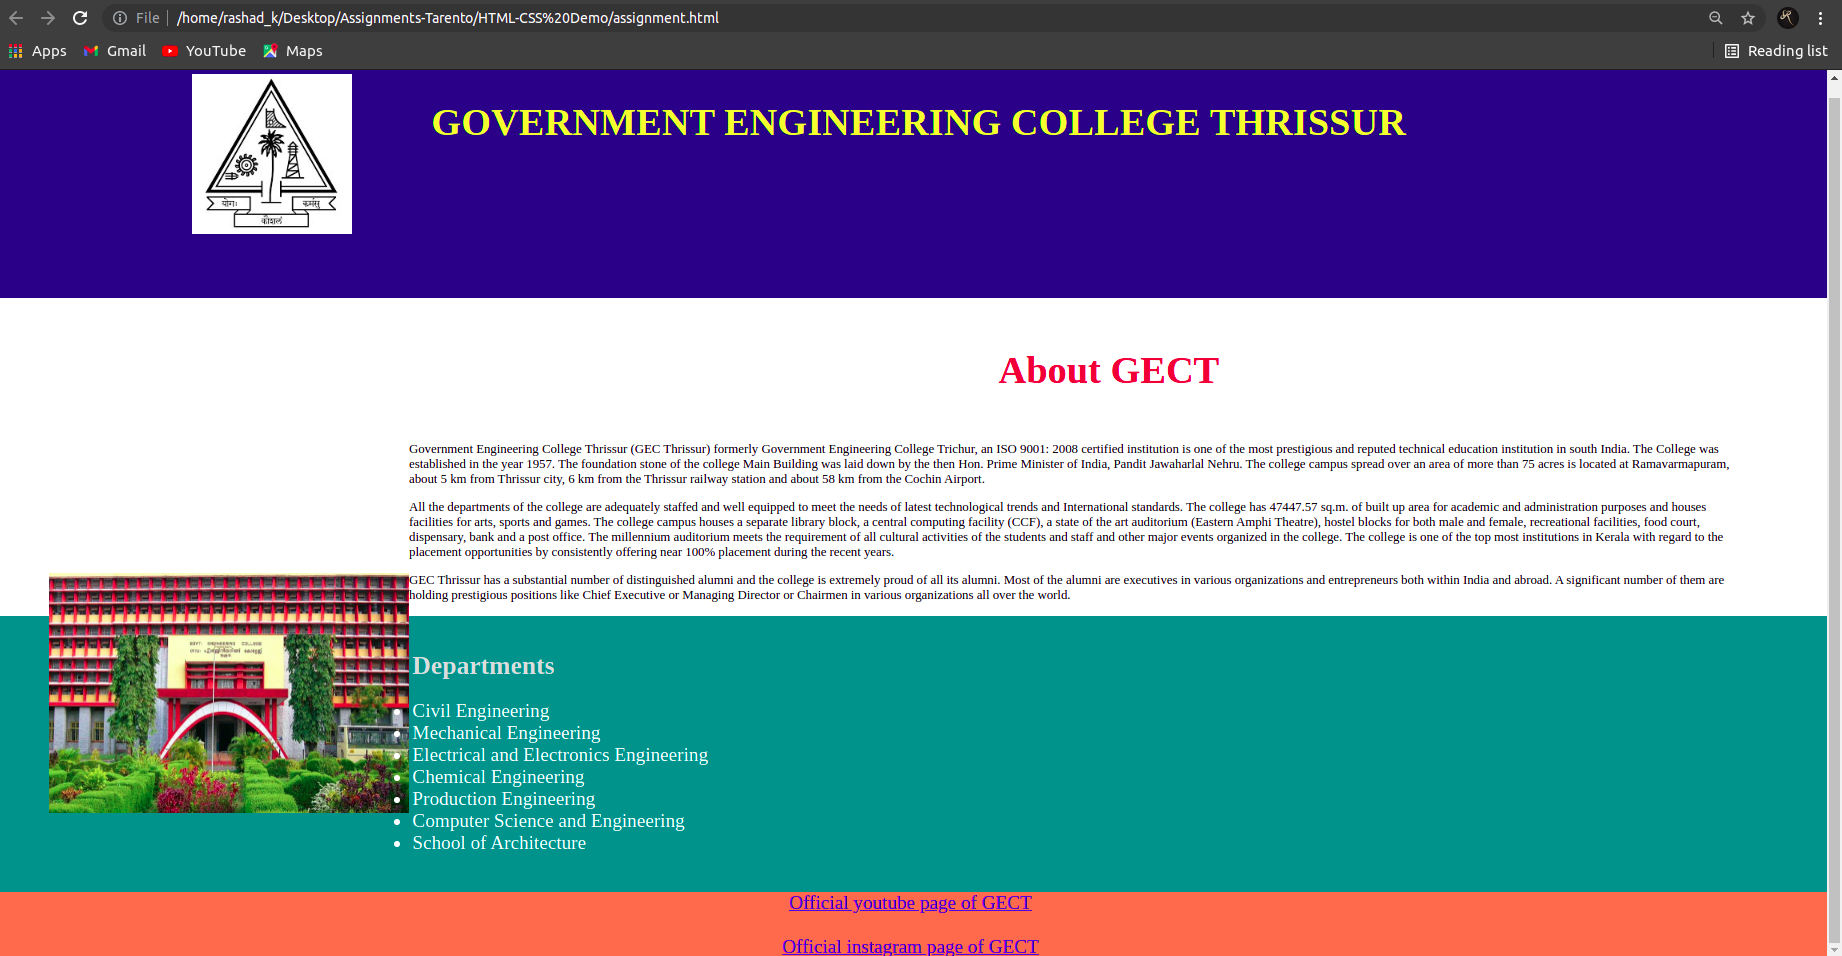 File
/home/rashad_k/Desktop/Assignments-Tarento/HTML-CSS%20Demo/assignment.html
Apps Gmail YouTube Maps Reading list
योगः
कर्मसु
कौशलं
GOVERNMENT ENGINEERING COLLEGE THRISSUR
About GECT
Government Engineering College Thrissur (GEC Thrissur) formerly Government Engineering College Trichur, an ISO 9001: 2008 certified institution is one of the most prestigious and reputed technical education institution in south India. The College was
established in the year 1957. The foundation stone of the college Main Building was laid down by the then Hon. Prime Minister of India, Pandit Jawaharlal Nehru. The college campus spread over an area of more than 75 acres is located at Ramavarmapuram,
about 5 km from Thrissur city, 6 km from the Thrissur railway station and about 58 km from the Cochin Airport.
All the departments of the college are adequately staffed and well equipped to meet the needs of latest technological trends and International standards. The college has 47447.57 sq.m. of built up area for academic and administration purposes and houses
facilities for arts, sports and games. The college campus houses a separate library block, a central computing facility (CCF), a state of the art auditorium (Eastern Amphi Theatre), hostel blocks for both male and female, recreational facilities, food court,
dispensary, bank and a post office. The millennium auditorium meets the requirement of all cultural activities of the students and staff and other major events organized in the college. The college is one of the top most institutions in Kerala with regard to the
placement opportunities by consistently offering near 100% placement during the recent years.
GEC Thrissur has a substantial number of distinguished alumni and the college is extremely proud of all its alumni. Most of the alumni are executives in various organizations and entrepreneurs both within India and abroad. A significant number of them are
holding prestigious positions like Chief Executive or Managing Director or Chairmen in various organizations all over the world.
GOVT: ENGINEERING COLLEGE
Departments
Civil Engineering
Mechanical Engineering
Electrical and Electronics Engineering
Chemical Engineering
Production Engineering
Computer Science and Engineering
School of Architecture
Official youtube page of GECT
Official instagram page of GECT